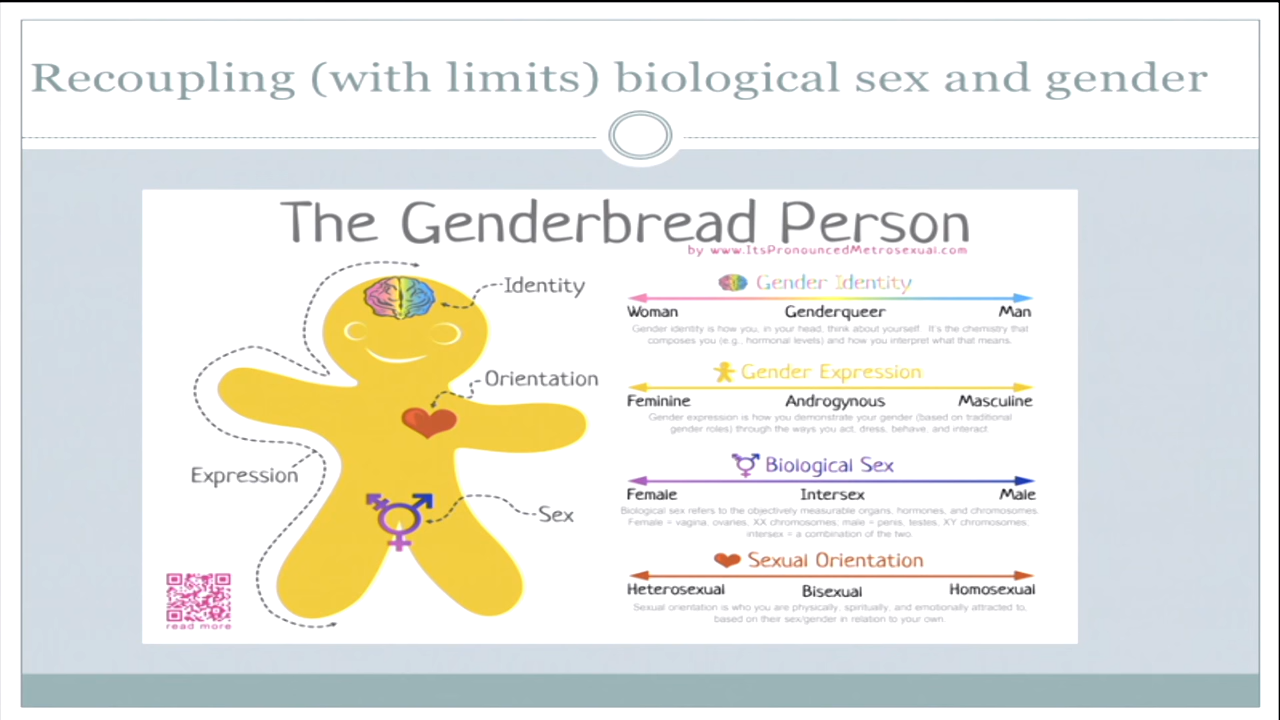 Recoupling (with limits) biological sex and gender
The Genderbread Person
by www.ItsPronouncedMetrosexual.com
Identity
Orientation
Expression
Sex
read more
Gender Identity
Woman Genderqueer Man
Gender identity is how you, in your head, think about yourself. It's the chemistry that
composes you (e.g., hormonal levels) and how you interpret what that means.
Gender Expression
Feminine Androgynous Masculine
Gender expression is how you demonstrate your gender (based on traditional
gender roles) through the ways you act, dress, behave, and interact.
Biological Sex
Female Intersex Male
Biological sex refers to the objectively measurable organs, hormones, and chromosomes.
Female = vagina, ovaries, XX chromosomes; male = penis, testes, XY chromosomes;
intersex = a combination of the two
Sexual Orientation
Heterosexual Bisexual Homosexual
Sexual orientation is who you are physically, spiritually, and emotionally attracted to,
based on their sex/gender in relation to your own.